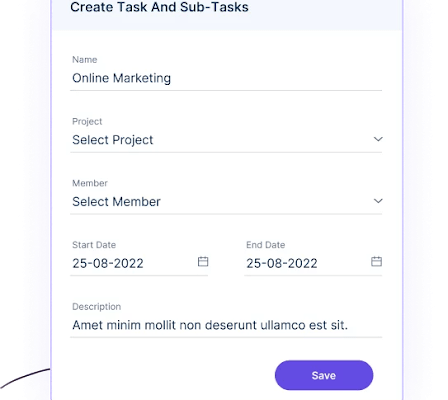 Create Task And Sub-Tasks
Name
Online Marketing
Project
Select Project
Member
Select Member
Start Date
End Date
25-08-2022
25-08-2022
Description
Amet minim mollit non deserunt ullamco est sit.
Save